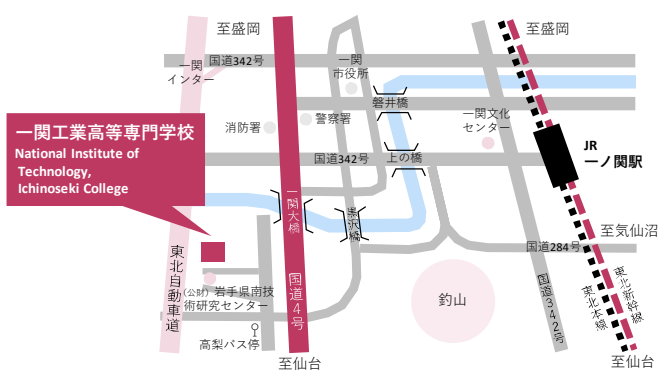 至盛岡
至盛岡
国道342号
一関
インター
一関
市役所
磐井橋
消防署
警察署
一関文化
センター
一関工業高等専門学校
National Institute of
Technology,
Ichinoseki College
国道342号
上の橋
JR
一ノ関駅
一関大橋
至気仙沼
国道284号
東北自動車道
国道4号
釣山
(公財)岩手県南技
術研究センター
国道342号
東北本線
東北新幹線
高梨バス停
至仙台
至仙台